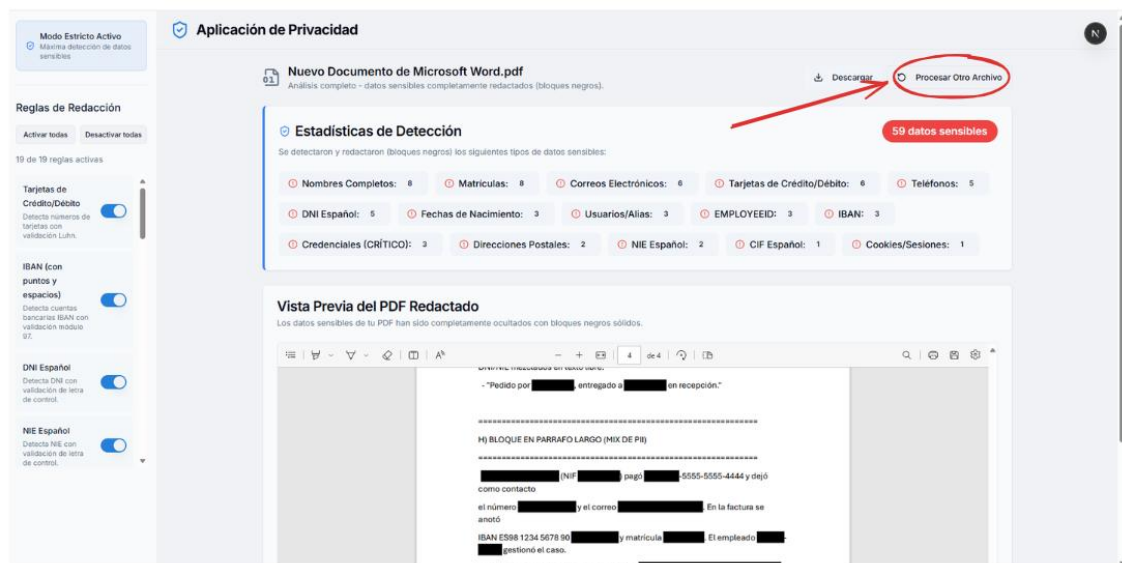 Modo Estricto Activo
Máxima detección de datos
sensibles
Reglas de Redacción
Activar todas Desactivar todas
19 de 19 reglas activas
Tarjetas de
Crédito/Débito
Detecta números de
tarjetas con
validación Luhn.
IBAN (con
puntos y
espacios)
Detecta cuentas
bancarias IBAN con
validación módulo
97.
DNI Español
Detecta DNI con
validación de letra
de control.
NIE Español
Detecta NIE con
validación de letra
de control.
Aplicación de Privacidad
N
01
Nuevo Documento de Microsoft Word.pdf
Análisis completo - datos sensibles completamente redactados (bloques negros).
Descargar Procesar Otro Archivo
Estadísticas de Detección
59 datos sensibles
Se detectaron y redactaron (bloques negros) los siguientes tipos de datos sensibles:
Nombres Completos: 8 Matrículas: 8 Correos Electrónicos: 6 Tarjetas de Crédito/Débito: 6 Teléfonos: 5
DNI Español: 5 Fechas de Nacimiento: 3 Usuarios/Alias: 3 EMPLOYEEID: 3 IBAN: 3
Credenciales (CRÍTICO): 3 Direcciones Postales: 2 NIE Español: 2 CIF Español: 1 Cookies/Sesiones: 1
Vista Previa del PDF Redactado
Los datos sensibles de tu PDF han sido completamente ocultados con bloques negros sólidos.
4 de 4
DNI/NIE mezclados en texto libre:
- "Pedido por , entregado a en recepción."
H) BLOQUE EN PARRAFO LARGO (MIX DE PII)
(NIF ) pagó -5555-5555-4444 y dejó
como contacto
el número y el correo . En la factura se
anotó
IBAN ES98 1234 5678 90 y matrícula . El empleado -
gestionó el caso.